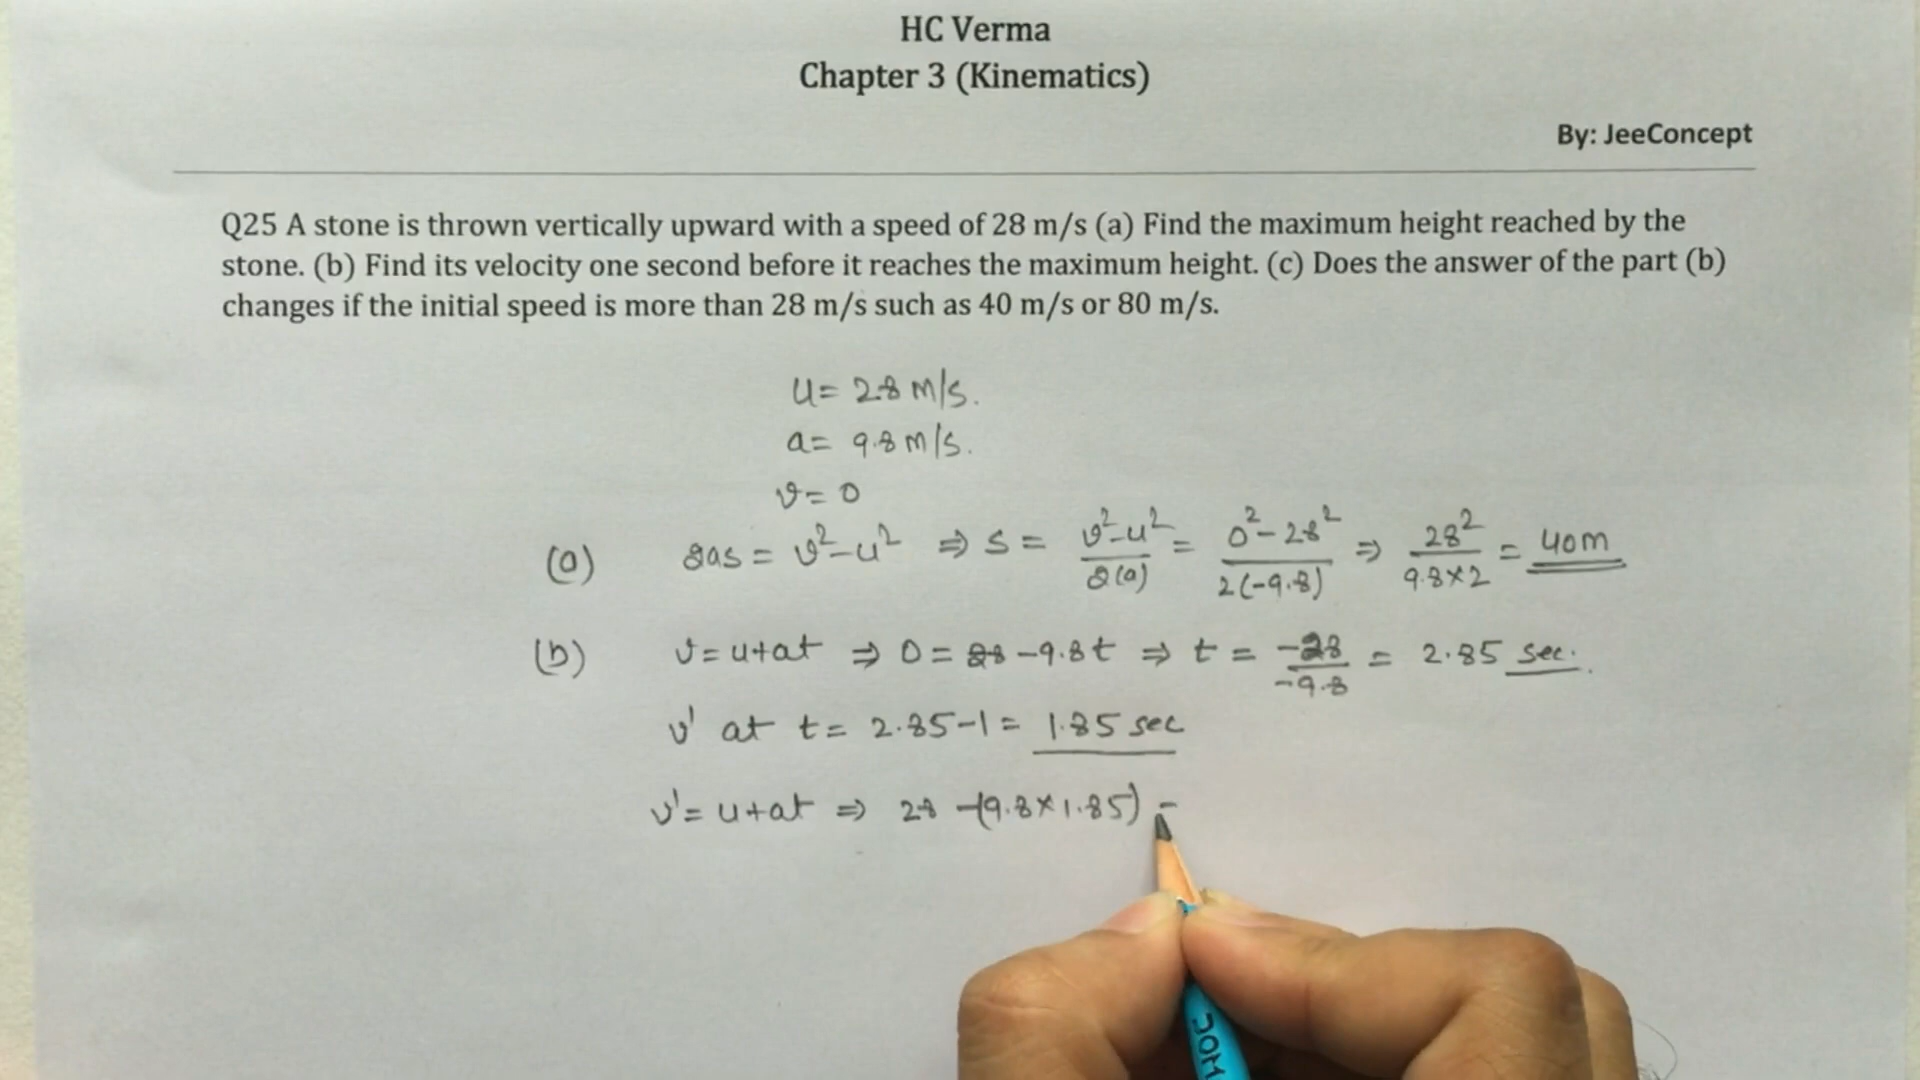 HC Verma
Chapter 3 (Kinematics)
By: JeeConcept
Q25 A stone is thrown vertically upward with a speed of 28 m/s (a) Find the maximum height reached by the
stone. (b) Find its velocity one second before it reaches the maximum height. (c) Does the answer of the part (b)
changes if the initial speed is more than 28 m/s such as 40 m/s or 80 m/s.
u = 28 m/s.
a = 9.8 m/s.
v = 0
(a) 2as = v² - u² ⇒ s = v² - u² / 2(a) = 0² - 28² / 2(-9.8) ⇒ 28² / 9.8 × 2 = 40m
(b) v = u + at ⇒ 0 = 28 - 9.8t ⇒ t = -28 / -9.8 = 2.85 sec.
v' at t = 2.85 - 1 = 1.85 sec
v' = u + at ⇒ 28 - (9.8 × 1.85) =
DOM